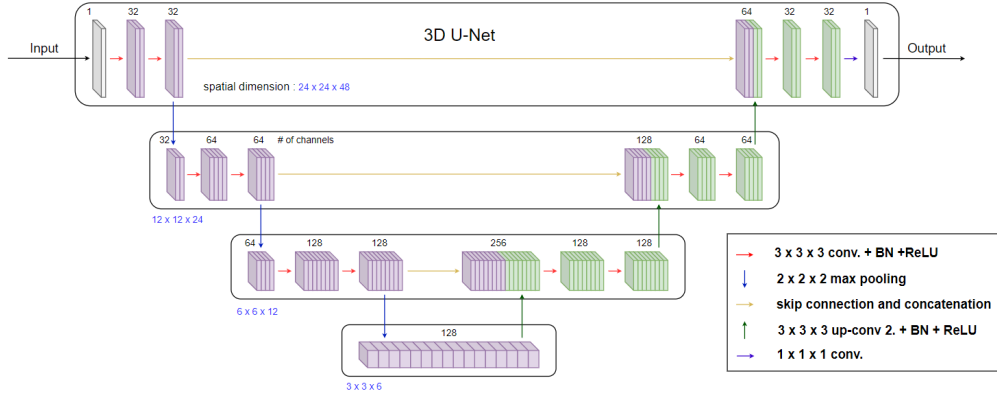 1 32 32 64 32 32 1
3D U-Net
Input
Output
spatial dimension : 24 x 24 x 48
32 64 64 # of channels 128 64 64
12 x 12 x 24
64 128 128 256 128 128
6 x 6 x 12
128
3 x 3 x 6
3 x 3 x 3 conv. + BN +ReLU
2 x 2 x 2 max pooling
skip connection and concatenation
3 x 3 x 3 up-conv 2. + BN + ReLU
1 x 1 x 1 conv.